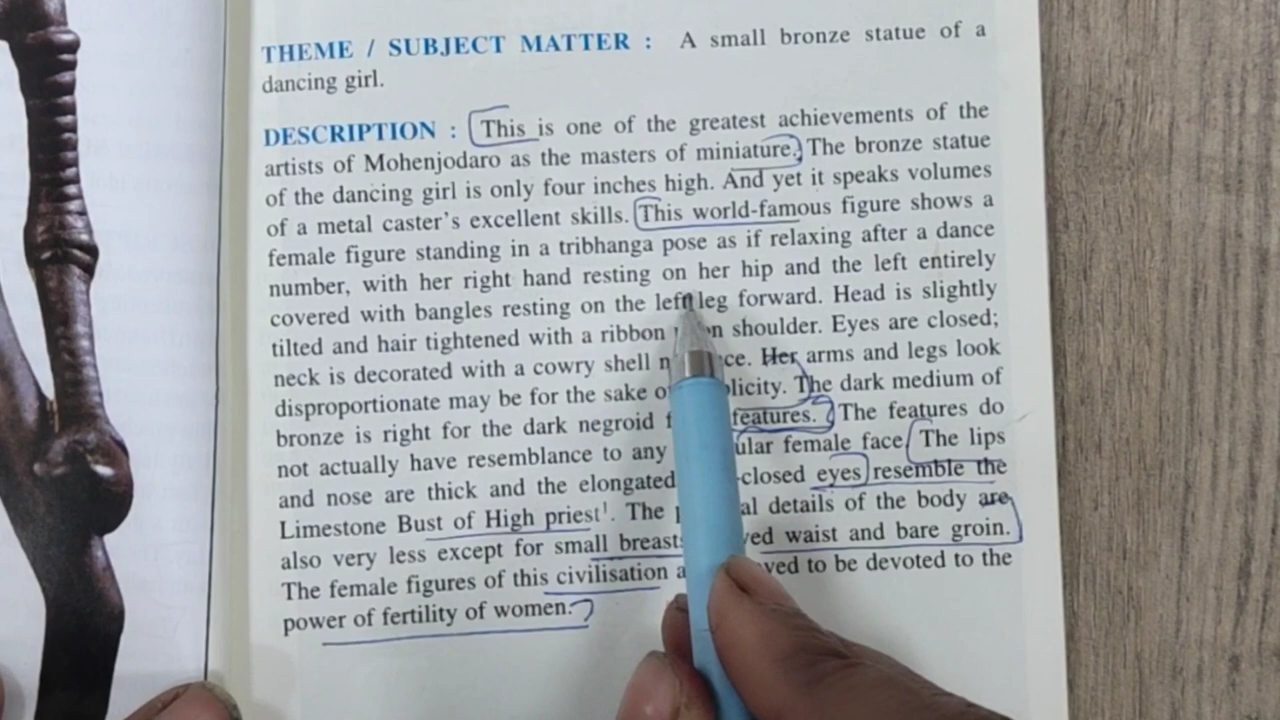 THEME / SUBJECT MATTER : A small bronze statue of a
dancing girl.
DESCRIPTION : This is one of the greatest achievements of the
artists of Mohenjodaro as the masters of miniature. The bronze statue
of the dancing girl is only four inches high. And yet it speaks volumes
of a metal caster's excellent skills. This world-famous figure shows a
female figure standing in a tribhanga pose as if relaxing after a dance
number, with her right hand resting on her hip and the left entirely
covered with bangles resting on the left leg forward. Head is slightly
tilted and hair tightened with a ribbon shoulder. Eyes are closed;
neck is decorated with a cowry shell Her arms and legs look
disproportionate may be for the sake The dark medium of
bronze is right for the dark negroid features. The features do
not actually have resemblance to any female face. The lips
and nose are thick and the elongated closed eyes resemble the
Limestone Bust of High priest¹. The details of the body are
also very less except for small breasts waist and bare groin.
The female figures of this civilisation to be devoted to the
power of fertility of women.